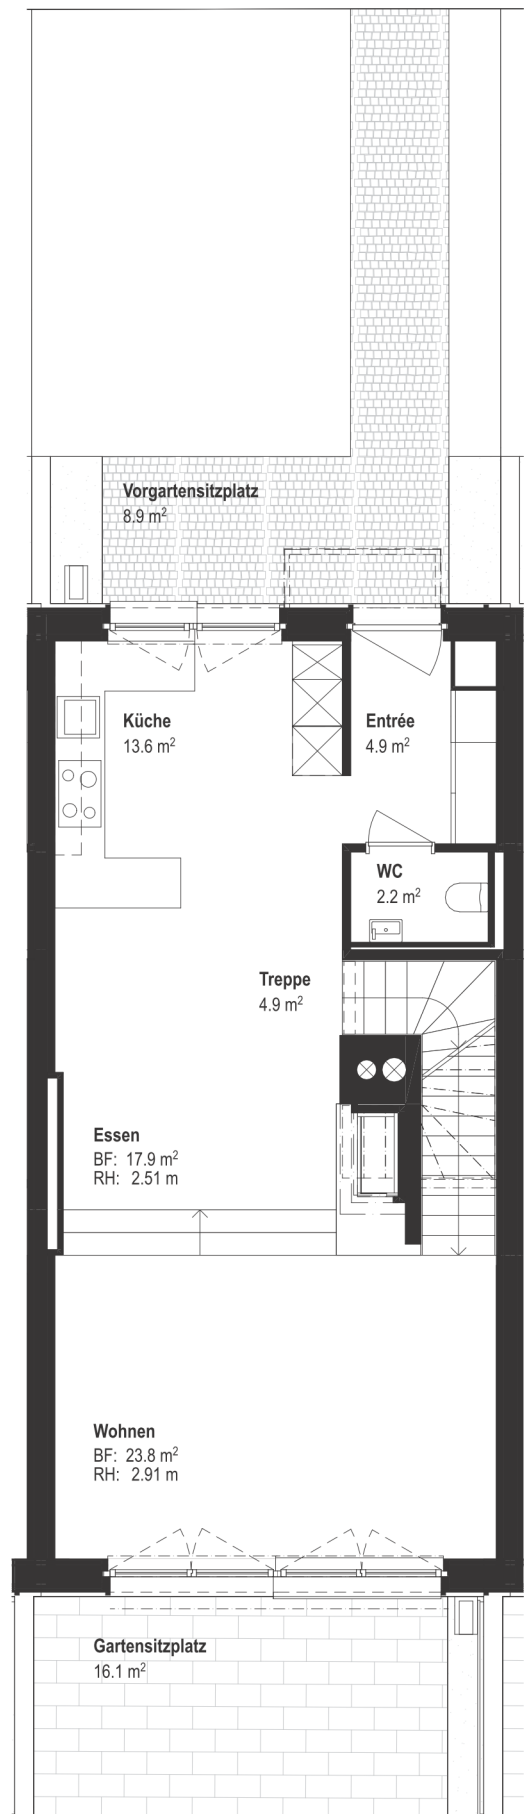 Vorgartensitzplatz
8.9 m²
Küche
13.6 m²
Entrée
4.9 m²
WC
2.2 m²
Treppe
4.9 m²
Essen
BF: 17.9 m²
RH: 2.51 m
Wohnen
BF: 23.8 m²
RH: 2.91 m
Gartensitzplatz
16.1 m²